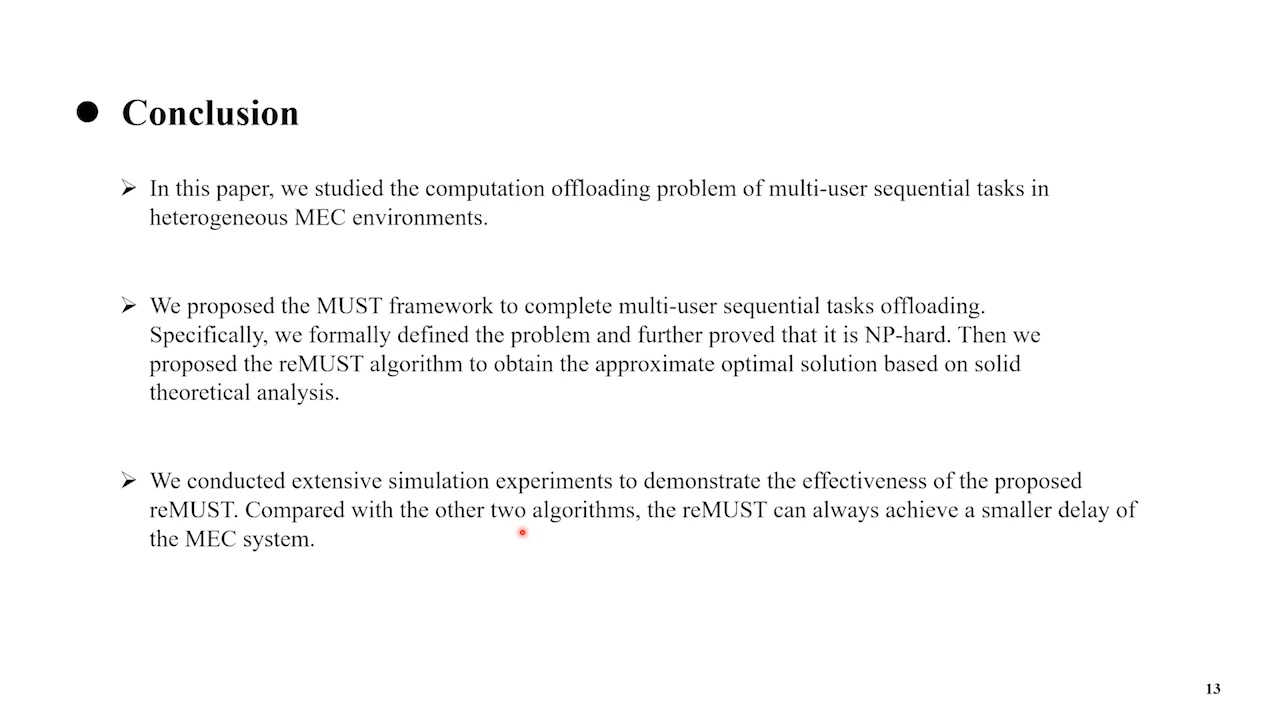 Conclusion
In this paper, we studied the computation offloading problem of multi-user sequential tasks in
heterogeneous MEC environments.
We proposed the MUST framework to complete multi-user sequential tasks offloading.
Specifically, we formally defined the problem and further proved that it is NP-hard. Then we
proposed the reMUST algorithm to obtain the approximate optimal solution based on solid
theoretical analysis.
We conducted extensive simulation experiments to demonstrate the effectiveness of the proposed
reMUST. Compared with the other two algorithms, the reMUST can always achieve a smaller delay of
the MEC system.
13